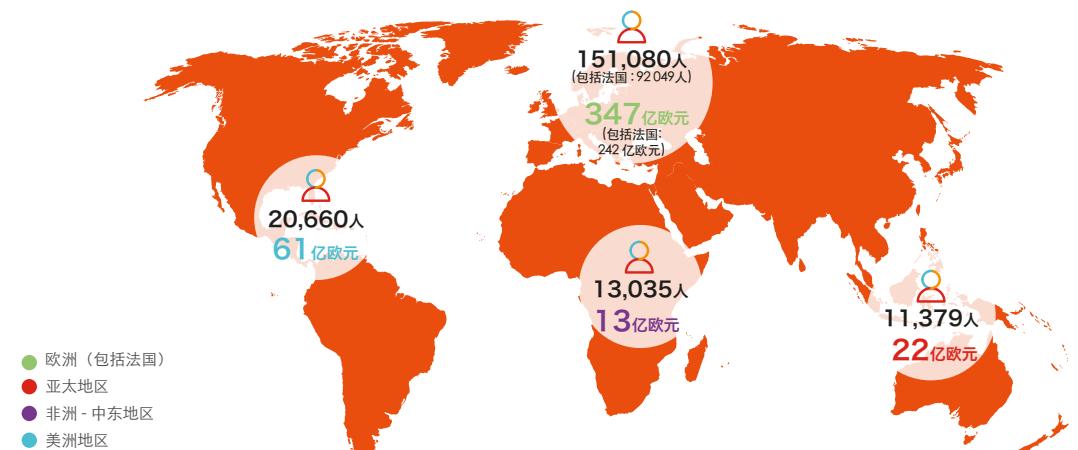 151,080人
(包括法国 : 92 049人)
347亿欧元
(包括法国:
242 亿欧元)
20,660人
61亿欧元
13,035人
13亿欧元
11,379人
22亿欧元
欧洲（包括法国）
亚太地区
非洲 - 中东地区
美洲地区